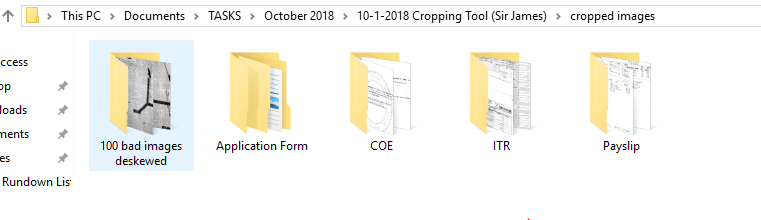 This PC > Documents > TASKS > October 2018 > 10-1-2018 Cropping Tool (Sir James) > cropped images
ccess
op
loads
ments
es
Rundown List
100 bad images
deskewed
Application Form
COE
ITR
Payslip